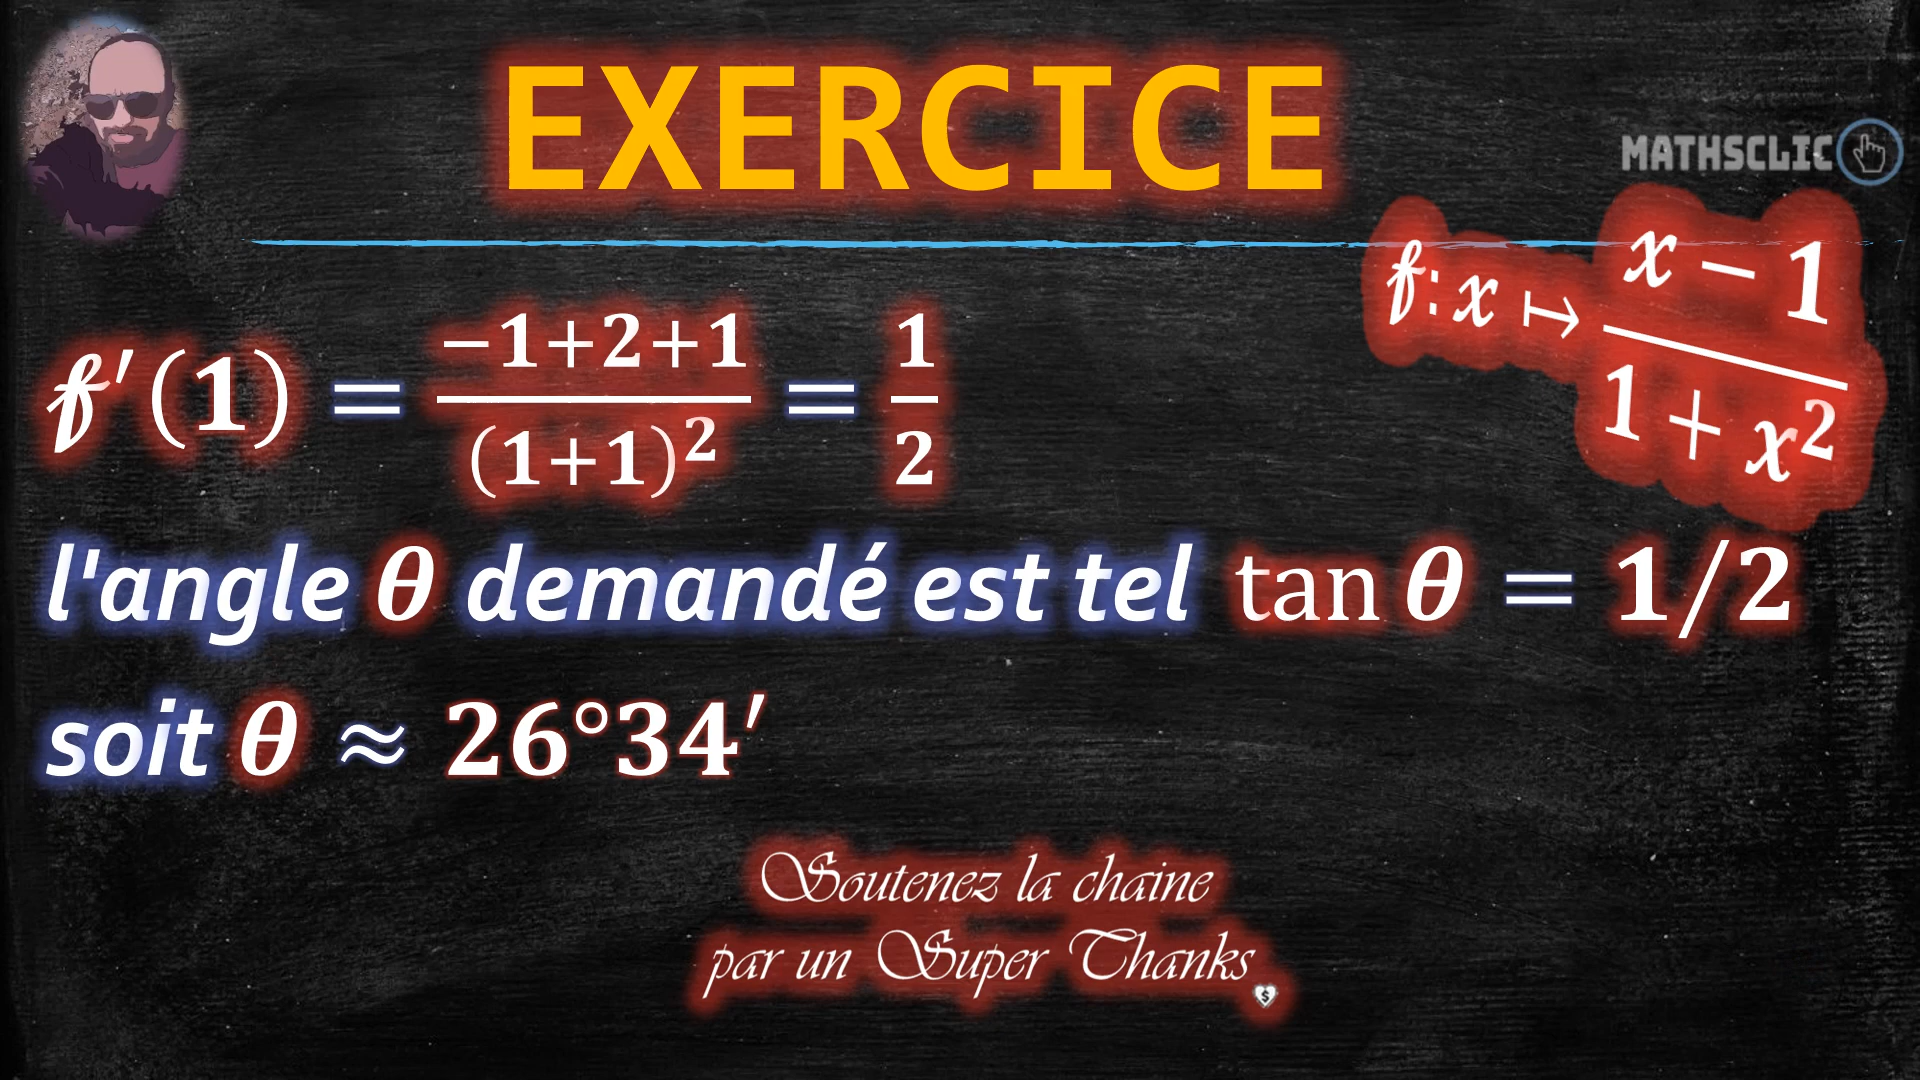 EXERCICE
MATHSCLIC
f: x ↦ (x − 1)/(1 + x²)
f′(1) = (−1+2+1)/(1+1)² = 1/2
l'angle θ demandé est tel tan θ = 1/2
soit θ ≈ 26°34′
Soutenez la chaine
par un Super Thanks
$